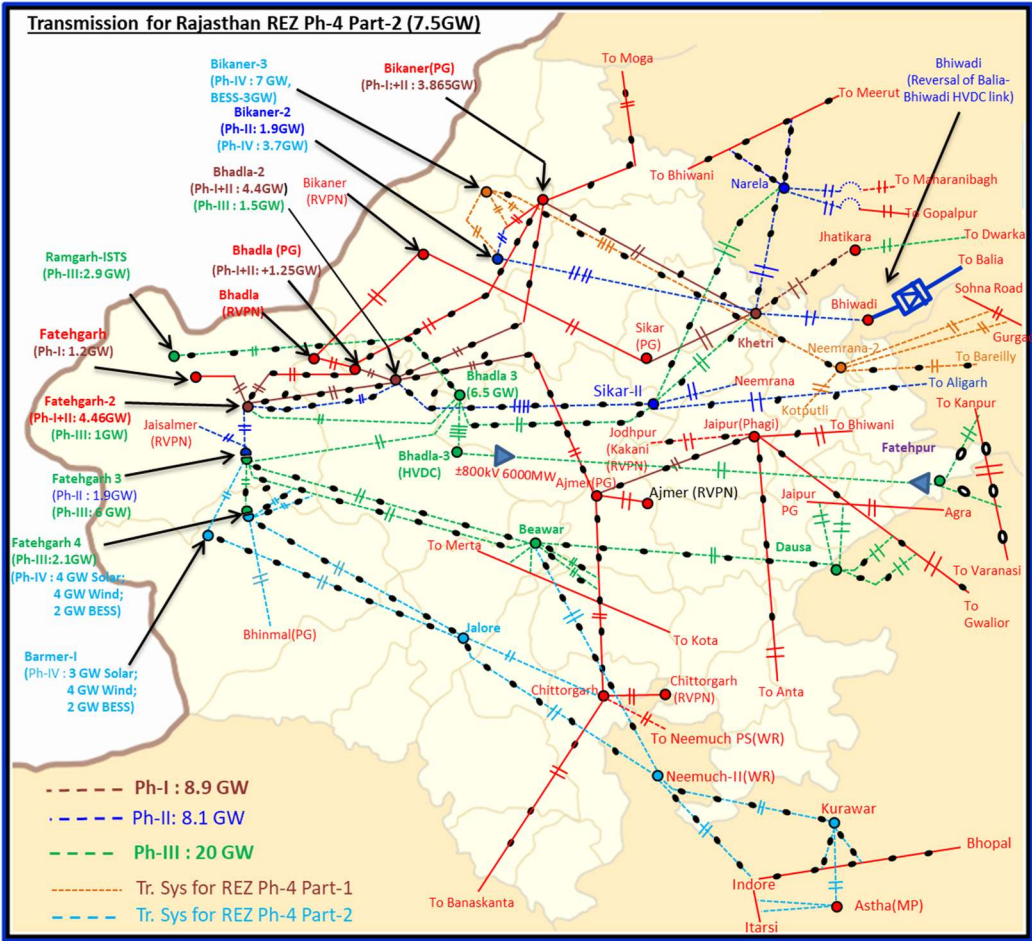 Transmission for Rajasthan REZ Ph-4 Part-2 (7.5GW)
Bikaner-3
(Ph-IV : 7 GW,
BESS-3GW)
Bikaner-2
(Ph-II: 1.9GW)
(Ph-IV : 3.7GW)
Bikaner(PG)
(Ph-I:+II : 3.865GW)
To Moga
Bhiwadi
(Reversal of Balia-
Bhiwadi HVDC link)
To Meerut
To Bhiwani
Narela
To Maharanibagh
To Gopalpur
Jhatikara
To Dwarka
To Balia
Bhiwadi
Sohna Road
Bhadla-2
(Ph-I+II : 4.4GW)
(Ph-III : 1.5GW)
Bikaner
(RVPN)
Ramgarh-ISTS
(Ph-III:2.9 GW)
Bhadla (PG)
(Ph-I+II: +1.25GW)
Bhadla
(RVPN)
Fatehgarh
(Ph-I: 1.2GW)
Sikar
(PG)
Khetri
Neemrana-2
To Bareilly
Fatehgarh-2
(Ph-I+II: 4.46GW)
(Ph-III: 1GW)
Bhadla 3
(6.5 GW)
Sikar-II
Neemrana
To Aligarh
Kotputli
To Kanpur
Jaisalmer
(RVPN)
Jodhpur
(Kakani
(RVPN)
Jaipur(Phagi)
To Bhiwani
Fatehpur
Bhadla-3
(HVDC)
±800kV 6000MW
Ajmer(PG)
Ajmer (RVPN)
Jaipur
PG
Agra
Fatehgarh 3
(Ph-II : 1.9GW)
(Ph-III: 6 GW)
Fatehgarh 4
(Ph-III:2.1GW)
(Ph-IV : 4 GW Solar;
4 GW Wind;
2 GW BESS)
To Merta
Beawar
Dausa
To Varanasi
To
Gwalior
Bhinmal(PG)
Jalore
To Kota
Barmer-I
(Ph-IV : 3 GW Solar;
4 GW Wind;
2 GW BESS)
Chittorgarh
Chittorgarh
(RVPN)
To Anta
To Neemuch PS(WR)
Neemuch-II(WR)
Ph-I : 8.9 GW
Ph-II: 8.1 GW
Ph-III : 20 GW
Tr. Sys for REZ Ph-4 Part-1
Tr. Sys for REZ Ph-4 Part-2
Kurawar
Bhopal
Indore
To Banaskanta
Astha(MP)
Itarsi